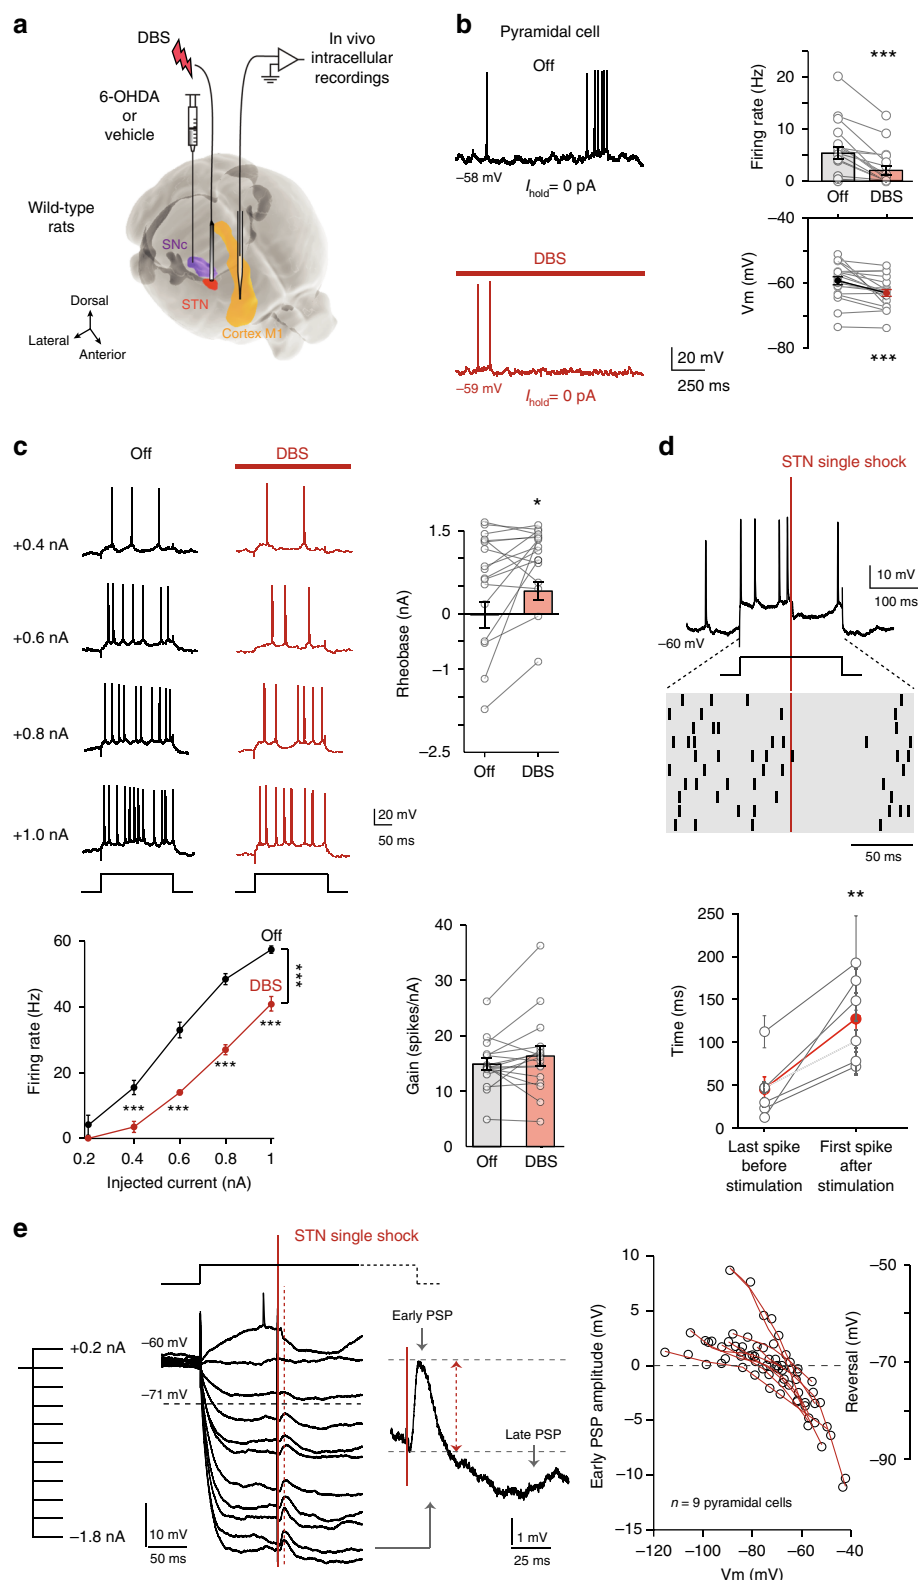 a
DBS
In vivo
intracellular
recordings
6-OHDA
or
vehicle
Wild-type
rats
SNc
STN
Cortex M1
Dorsal
Lateral
Anterior
b
Pyramidal cell
Off
−58 mV
Ihold= 0 pA
DBS
−59 mV
Ihold= 0 pA
20 mV
250 ms
***
20
10
0
Firing rate (Hz)
Off
DBS
−40
−60
−80
Vm (mV)
***
c
Off
DBS
+0.4 nA
+0.6 nA
+0.8 nA
+1.0 nA
20 mV
50 ms
*
1.5
0
−1
−2.5
Rheobase (nA)
Off
DBS
60
40
20
0
Firing rate (Hz)
Off
DBS
***
***
***
***
***
0.2
0.4
0.6
0.8
1
Injected current (nA)
40
30
20
10
0
Gain (spikes/nA)
Off
DBS
d
STN single shock
10 mV
100 ms
−60 mV
50 ms
**
250
200
150
100
50
0
Time (ms)
Last spike
before
stimulation
First spike
after
stimulation
e
STN single shock
+0.2 nA
−1.8 nA
−60 mV
−71 mV
10 mV
50 ms
Early PSP
Late PSP
1 mV
25 ms
10
5
0
−5
−10
−15
Early PSP amplitude (mV)
n = 9 pyramidal cells
−120
−100
−80
−60
−40
Vm (mV)
−50
−70
−90
Reversal (mV)